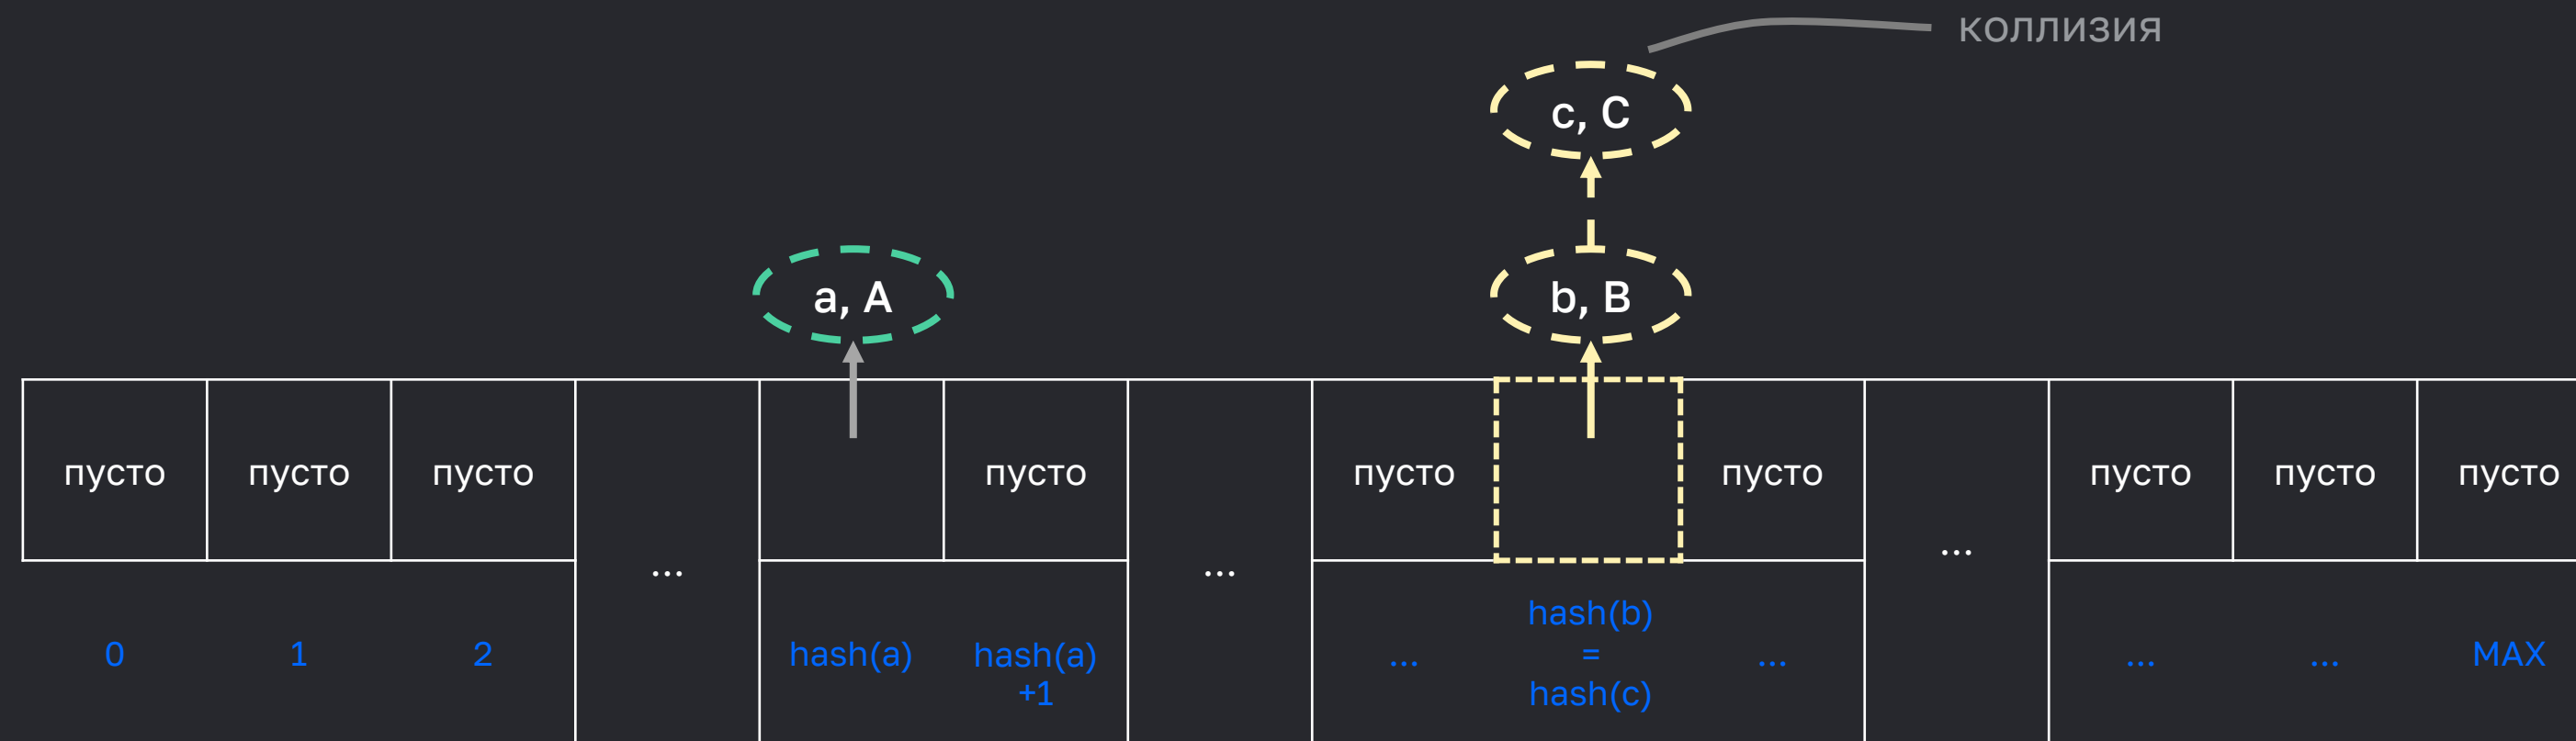 коллизия
c, C
a, A
b, B
пусто
пусто
пусто
...
пусто
...
пусто
пусто
...
пусто
пусто
пусто
0
1
2
hash(a)
hash(a)
+1
...
hash(b)
=
hash(c)
...
...
...
MAX